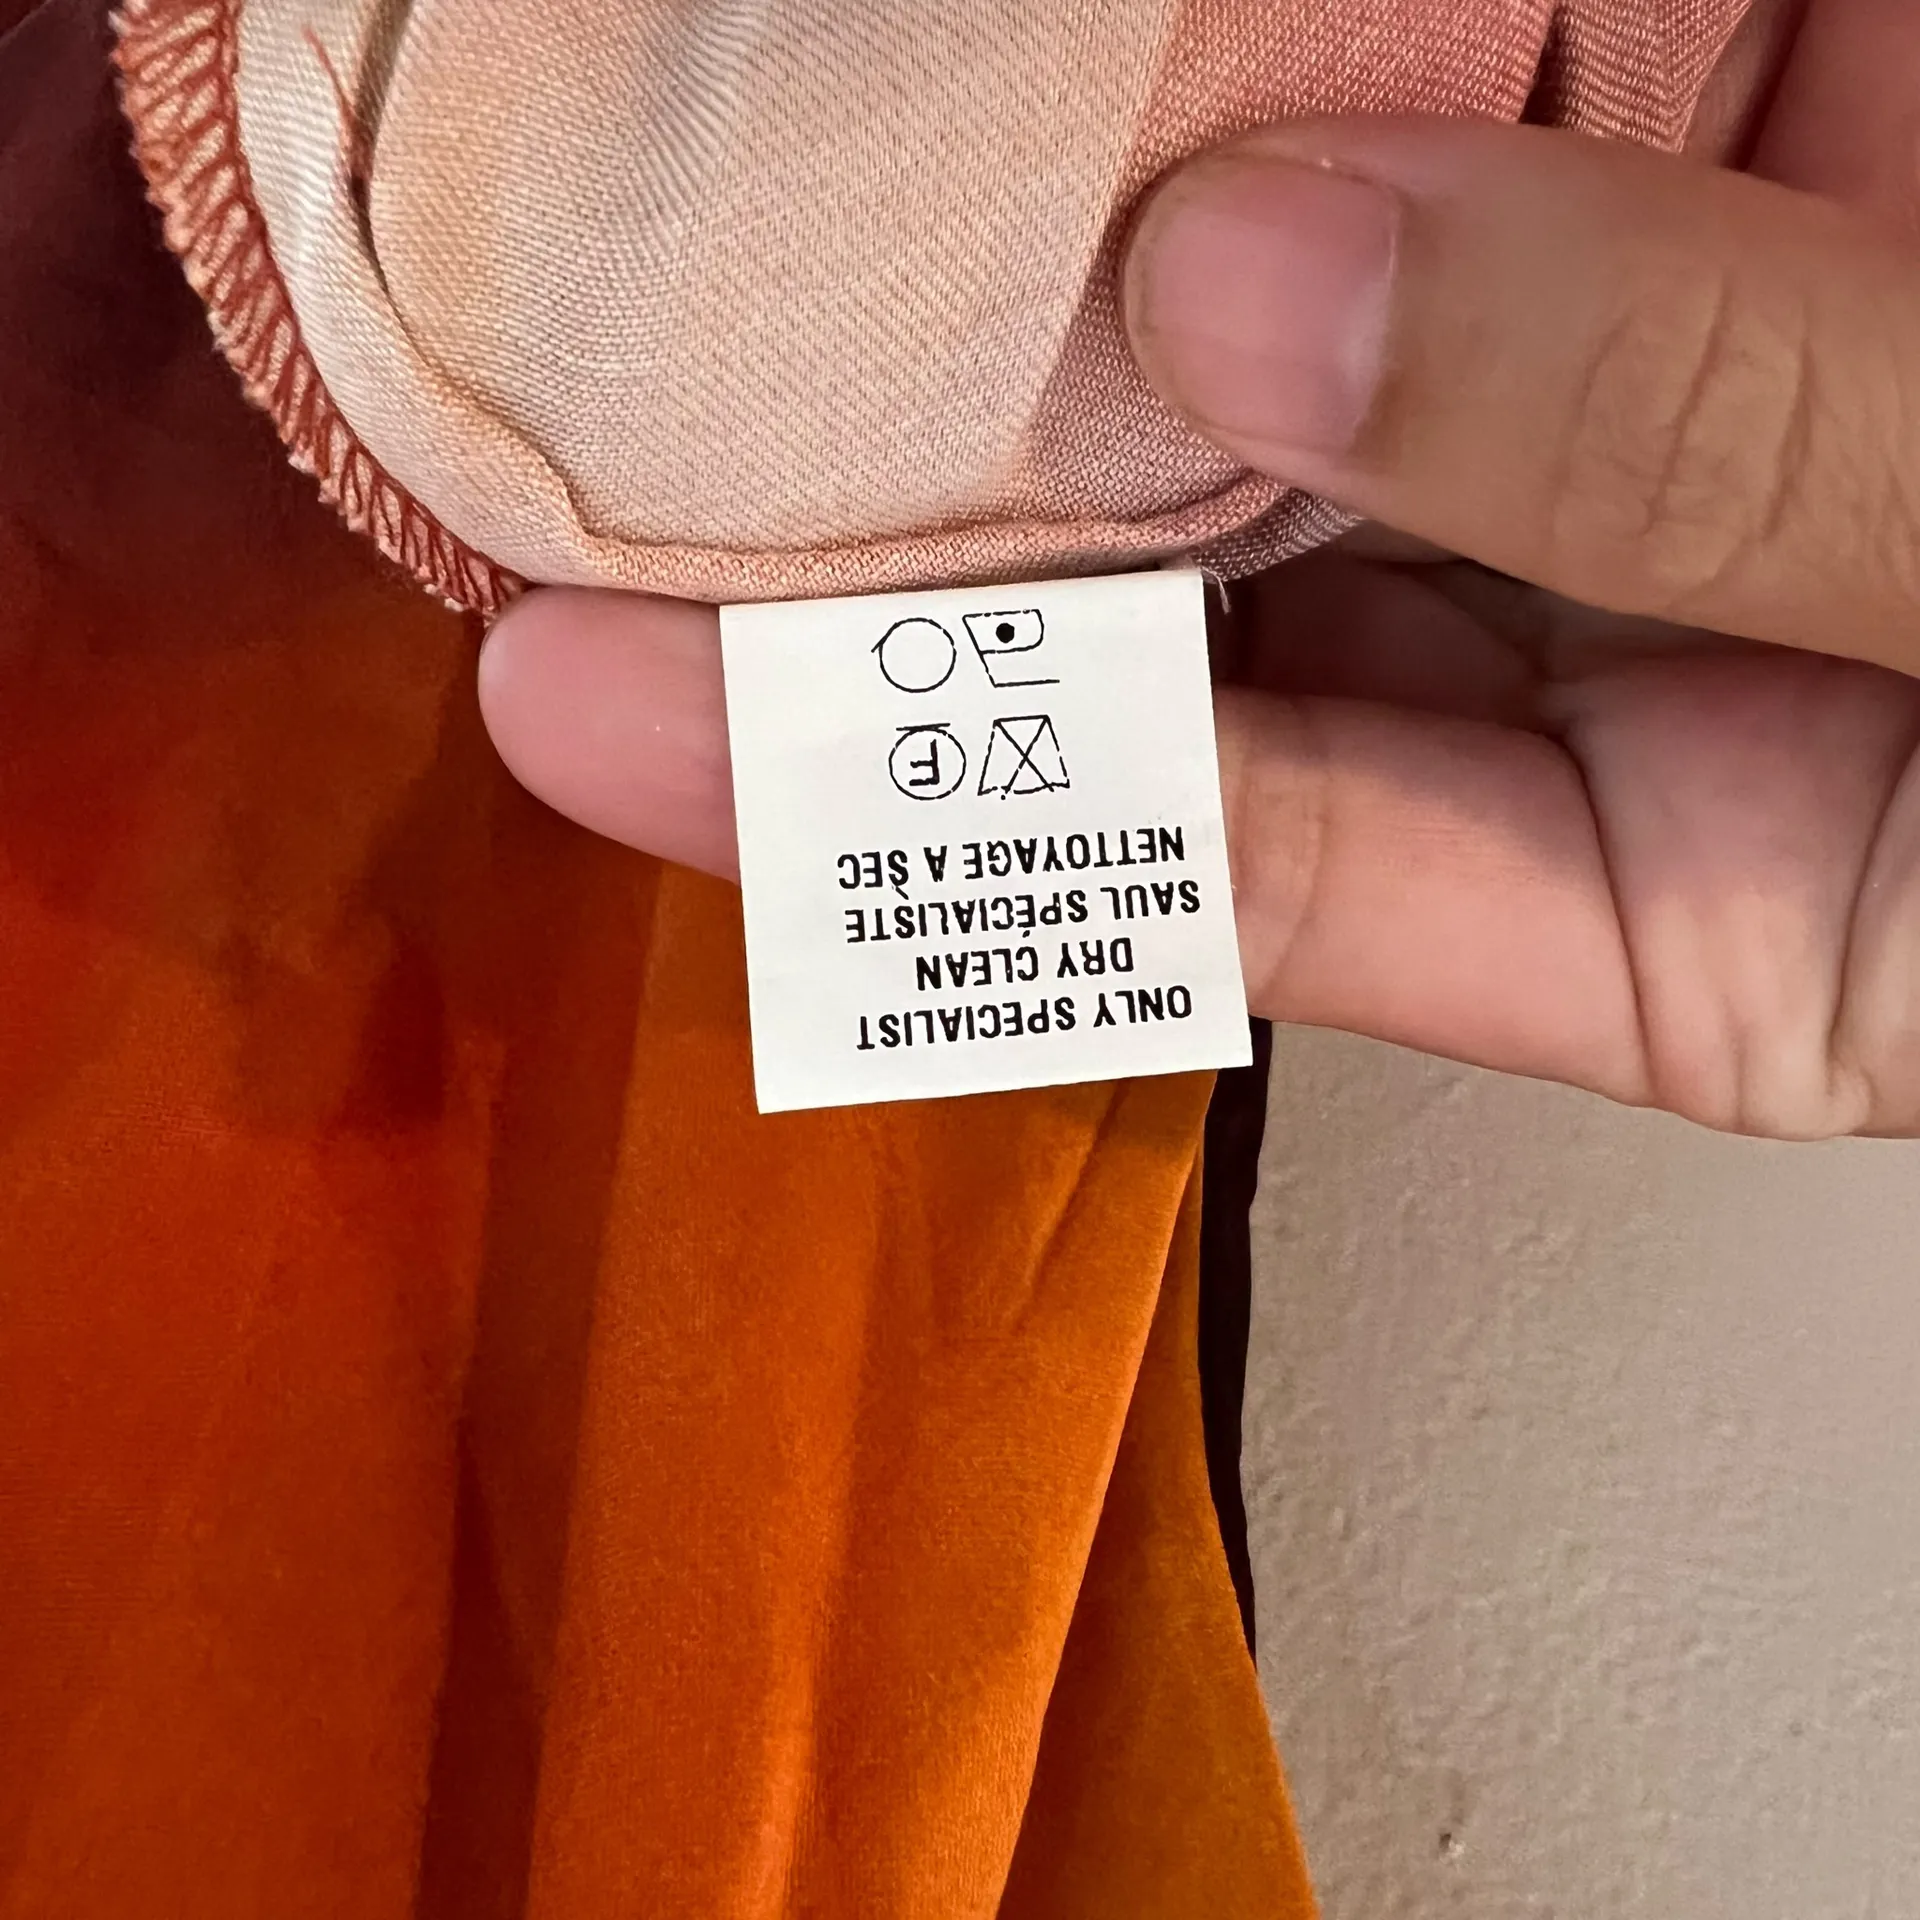 ONLY SPECIALIST
DRY CLEAN
SAUL SPÉCIALISTE
NETTOYAGE À SEC
F